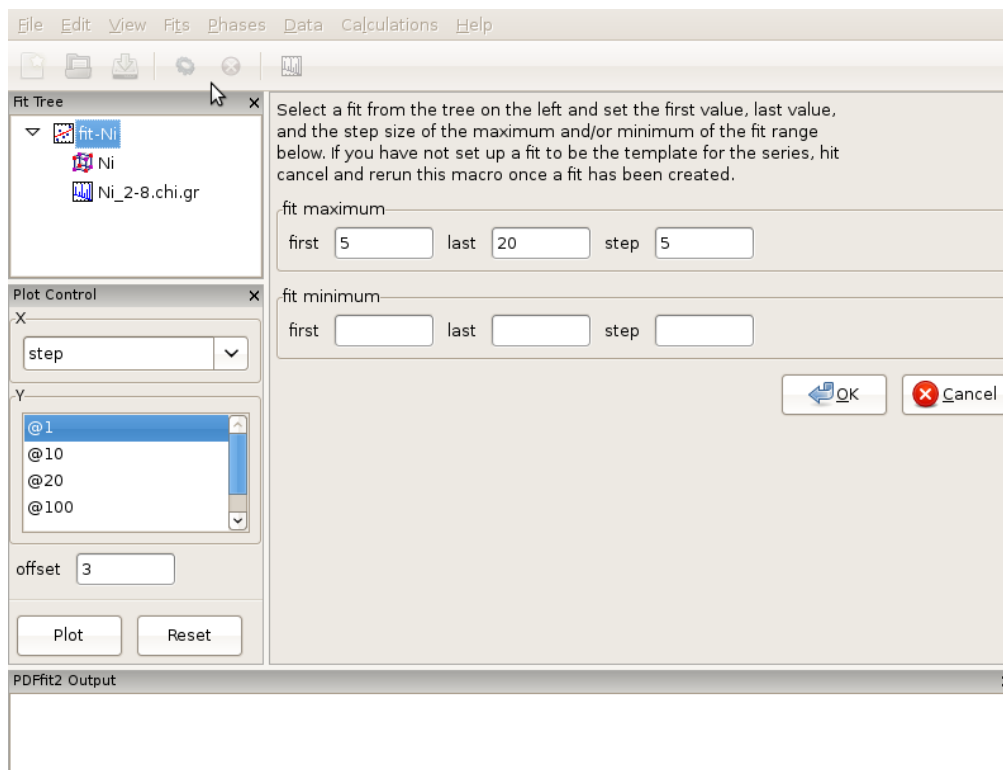 File Edit View Fits Phases Data Calculations Help
Fit Tree
fit-Ni
Ni
Ni_2-8.chi.gr
Select a fit from the tree on the left and set the first value, last value,
and the step size of the maximum and/or minimum of the fit range
below. If you have not set up a fit to be the template for the series, hit
cancel and rerun this macro once a fit has been created.
fit maximum
first 5 last 20 step 5
fit minimum
first last step
OK Cancel
Plot Control
X
step
Y
@1
@10
@20
@100
offset 3
Plot Reset
PDFfit2 Output